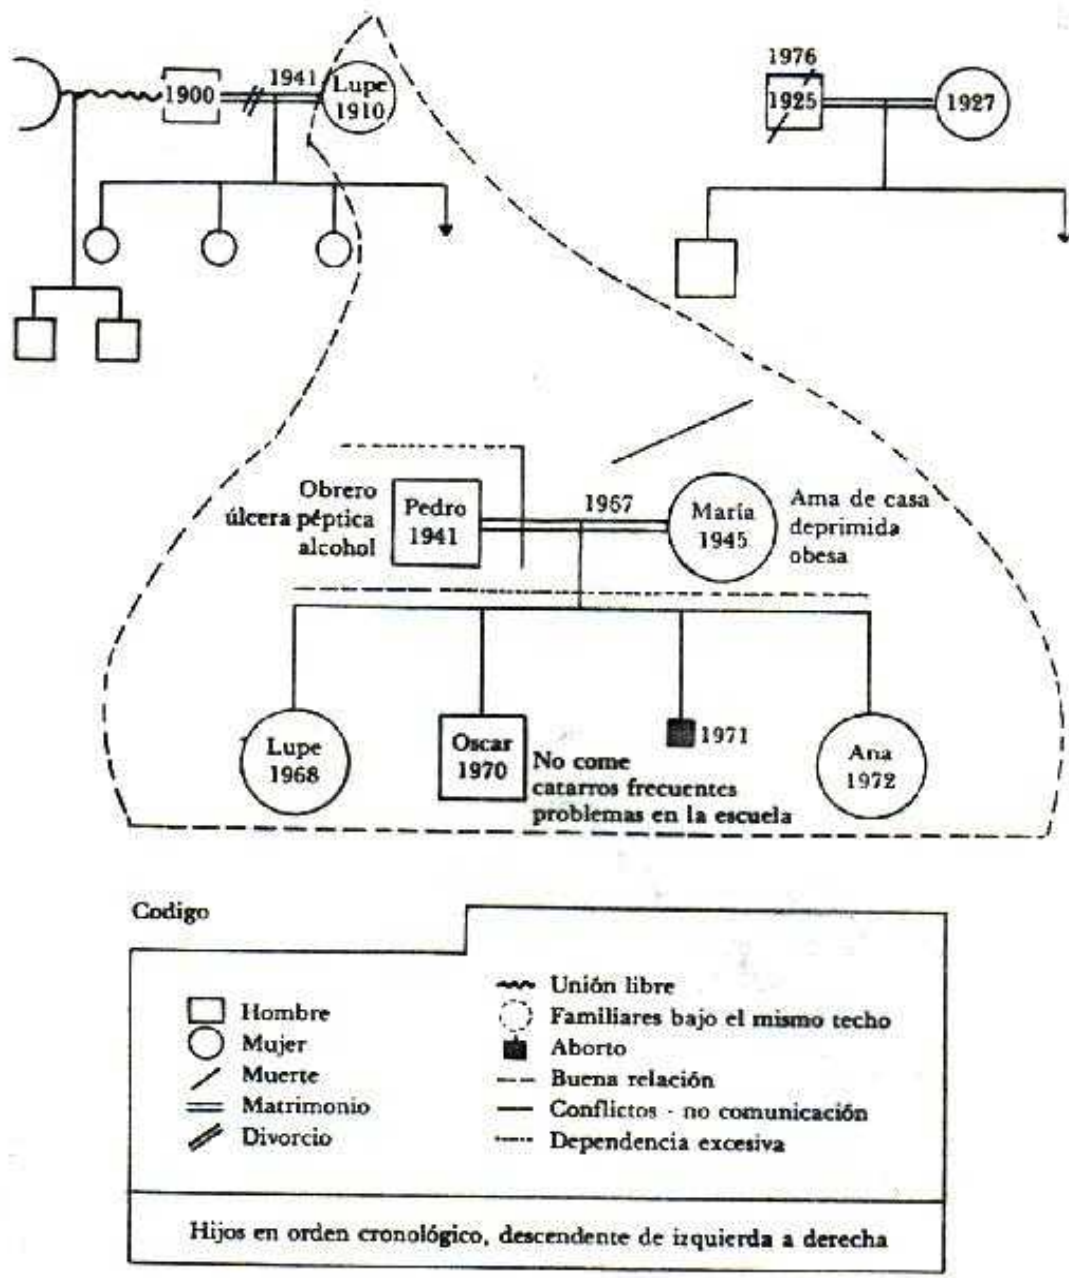 1900
1941
Lupe
1910
1976
1925
1927
Obrero
úlcera péptica
alcohol
Pedro
1941
1967
María
1945
Ama de casa
deprimida
obesa
Lupe
1968
Oscar
1970
No come
catarros frecuentes
problemas en la escuela
1971
Ana
1972
Codigo
Hombre
Mujer
Muerte
Matrimonio
Divorcio
Unión libre
Familiares bajo el mismo techo
Aborto
Buena relación
Conflictos - no comunicación
Dependencia excesiva
Hijos en orden cronológico, descendente de izquierda a derecha